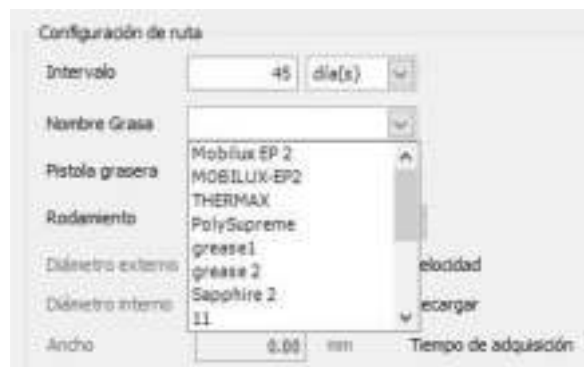 Configuración de ruta
Intervalo 45 día(s)
Nombre Grasa
Mobilux EP 2
Pistola grasera MOBILUX-EP2
THERMAX
Rodamiento PolySupreme
grease1
Diámetro externo grease 2 elocidad
Diámetro interno Sapphire 2 ecargar
11
Ancho 0.00 mm Tiempo de adquisición